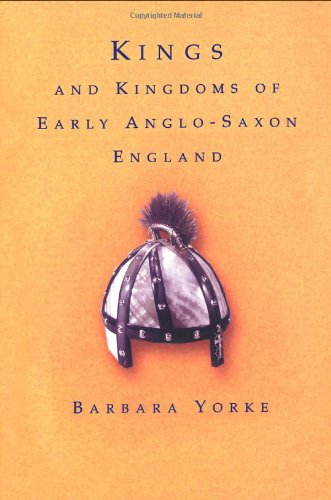 Copyrighted Material
KINGS
AND KINGDOMS OF
EARLY ANGLO-SAXON
ENGLAND
BARBARA YORKE